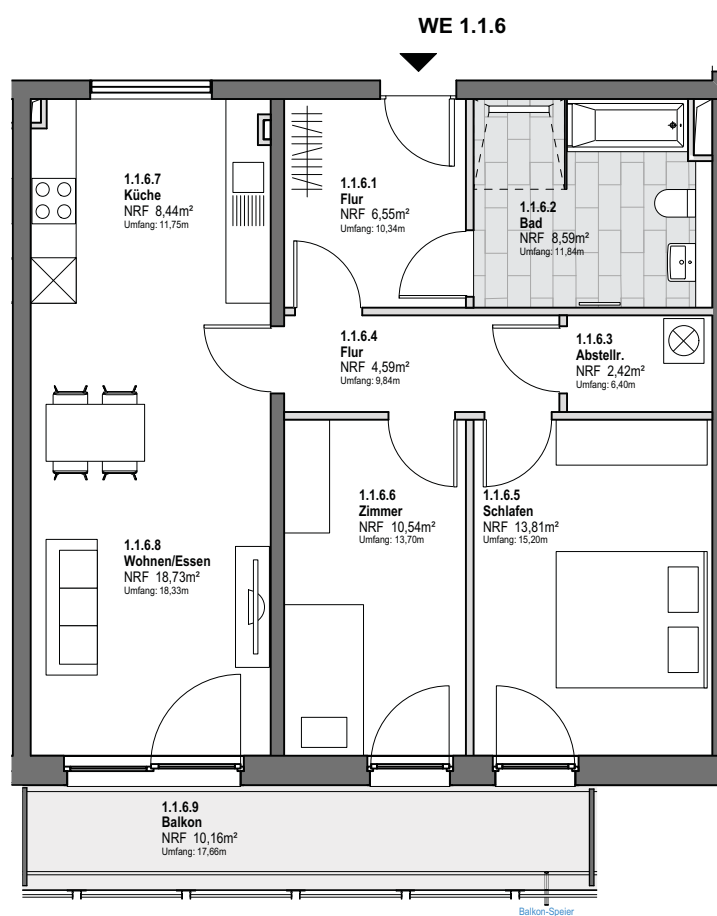 WE 1.1.6
1.1.6.7
Küche
NRF 8,44m²
Umfang: 11,75m
1.1.6.1
Flur
NRF 6,55m²
Umfang: 10,34m
1.1.6.2
Bad
NRF 8,59m²
Umfang: 11,84m
1.1.6.4
Flur
NRF 4,59m²
Umfang: 9,84m
1.1.6.3
Abstellr.
NRF 2,42m²
Umfang: 6,40m
1.1.6.8
Wohnen/Essen
NRF 18,73m²
Umfang: 18,33m
1.1.6.6
Zimmer
NRF 10,54m²
Umfang: 13,70m
1.1.6.5
Schlafen
NRF 13,81m²
Umfang: 15,20m
1.1.6.9
Balkon
NRF 10,16m²
Umfang: 17,66m
Balkon-Speier